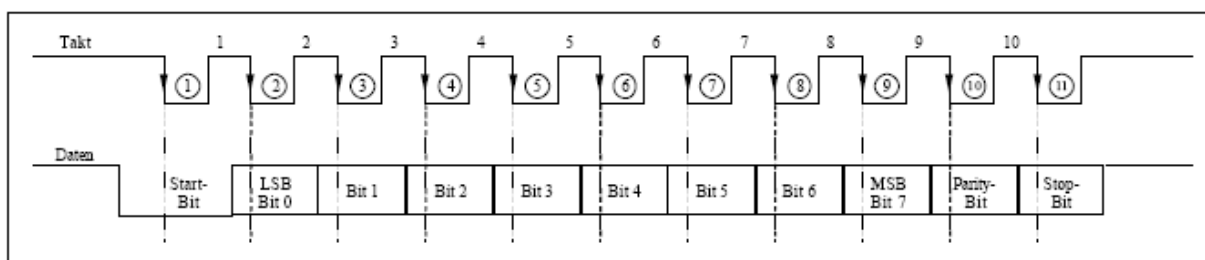 Takt 1 2 3 4 5 6 7 8 9 10
1 2 3 4 5 6 7 8 9 10 11
Daten
Start-
Bit
LSB
Bit 0
Bit 1
Bit 2
Bit 3
Bit 4
Bit 5
Bit 6
MSB
Bit 7
Parity-
Bit
Stop-
Bit